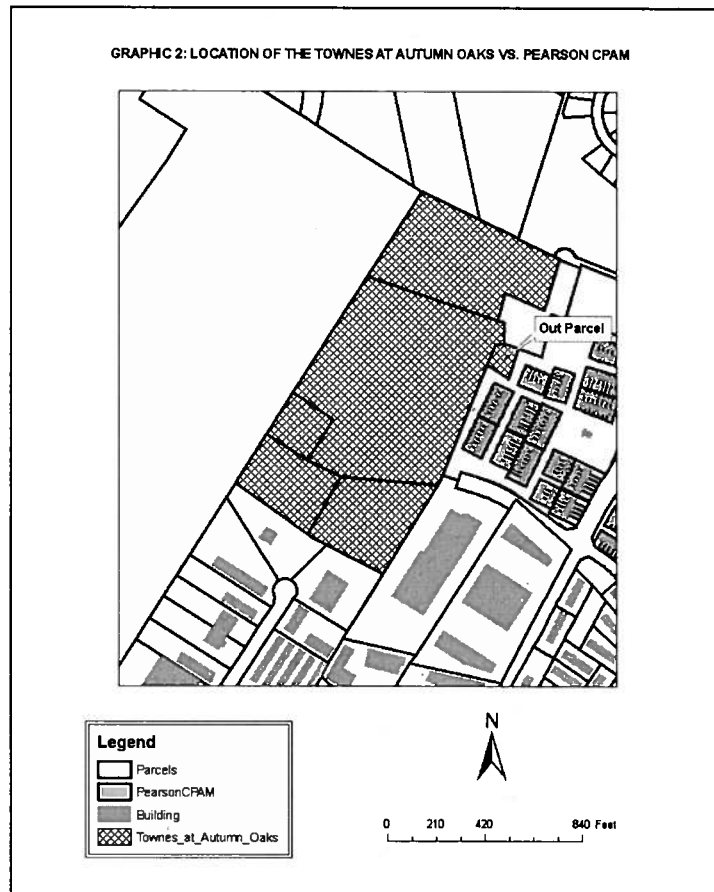 GRAPHIC 2: LOCATION OF THE TOWNES AT AUTUMN OAKS VS. PEARSON CPAM
Out Parcel
Legend
Parcels
PearsonCPAM
Building
Townes_at_Autumn_Oaks
N
0 210 420 840 Feet